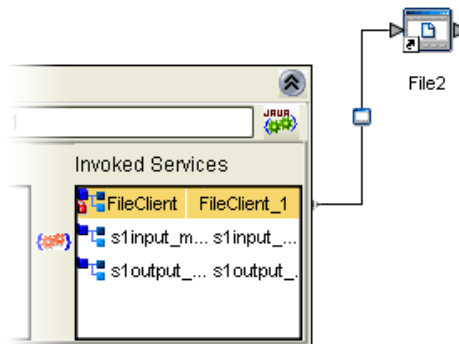 File2
1
JAVA
Invoked Services
FileClient FileClient_1
s1input_m... s1input_...
s1output_... s1output_...